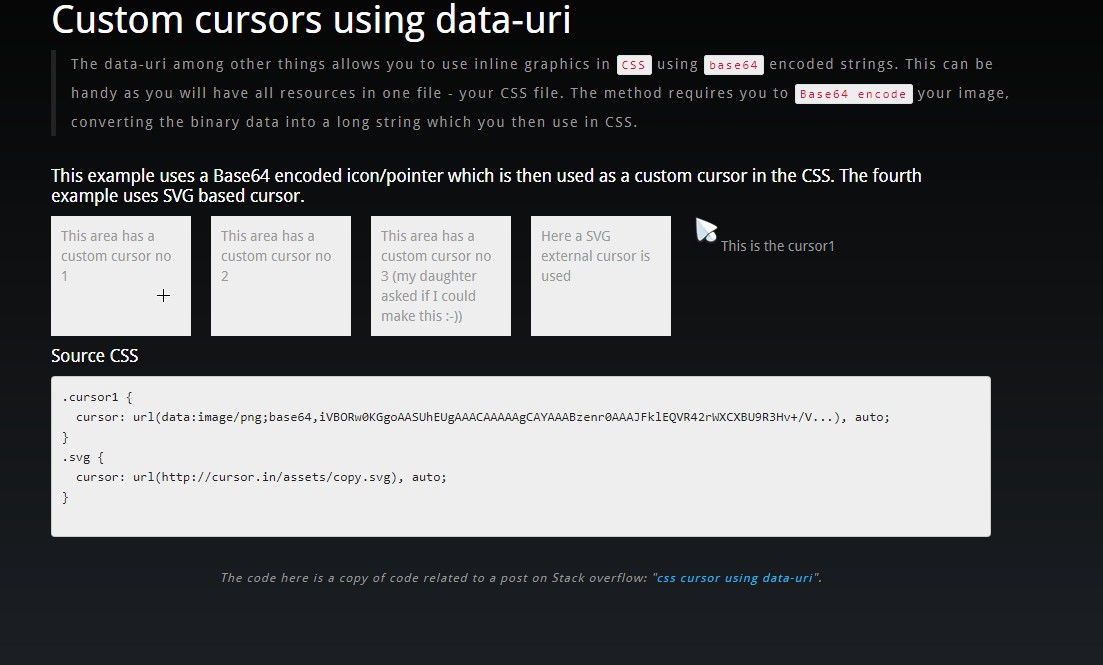 Custom cursors using data-uri
The data-uri among other things allows you to use inline graphics in CSS using base64 encoded strings. This can be
handy as you will have all resources in one file - your CSS file. The method requires you to Base64 encode your image,
converting the binary data into a long string which you then use in CSS.
This example uses a Base64 encoded icon/pointer which is then used as a custom cursor in the CSS. The fourth
example uses SVG based cursor.
This area has a
custom cursor no
1
This area has a
custom cursor no
2
This area has a
custom cursor no
3 (my daughter
asked if I could
make this :-))
Here a SVG
external cursor is
used
This is the cursor1
Source CSS
.cursor1 {
cursor: url(data:image/png;base64,iVBORw0KGgoAASUhEUgAAACAAAAAgCAYAAABzenr0AAAJFklEQVR42rWXCXBU9R3Hv+/V...), auto;
}
.svg {
cursor: url(http://cursor.in/assets/copy.svg), auto;
}
The code here is a copy of code related to a post on Stack overflow: "css cursor using data-uri".